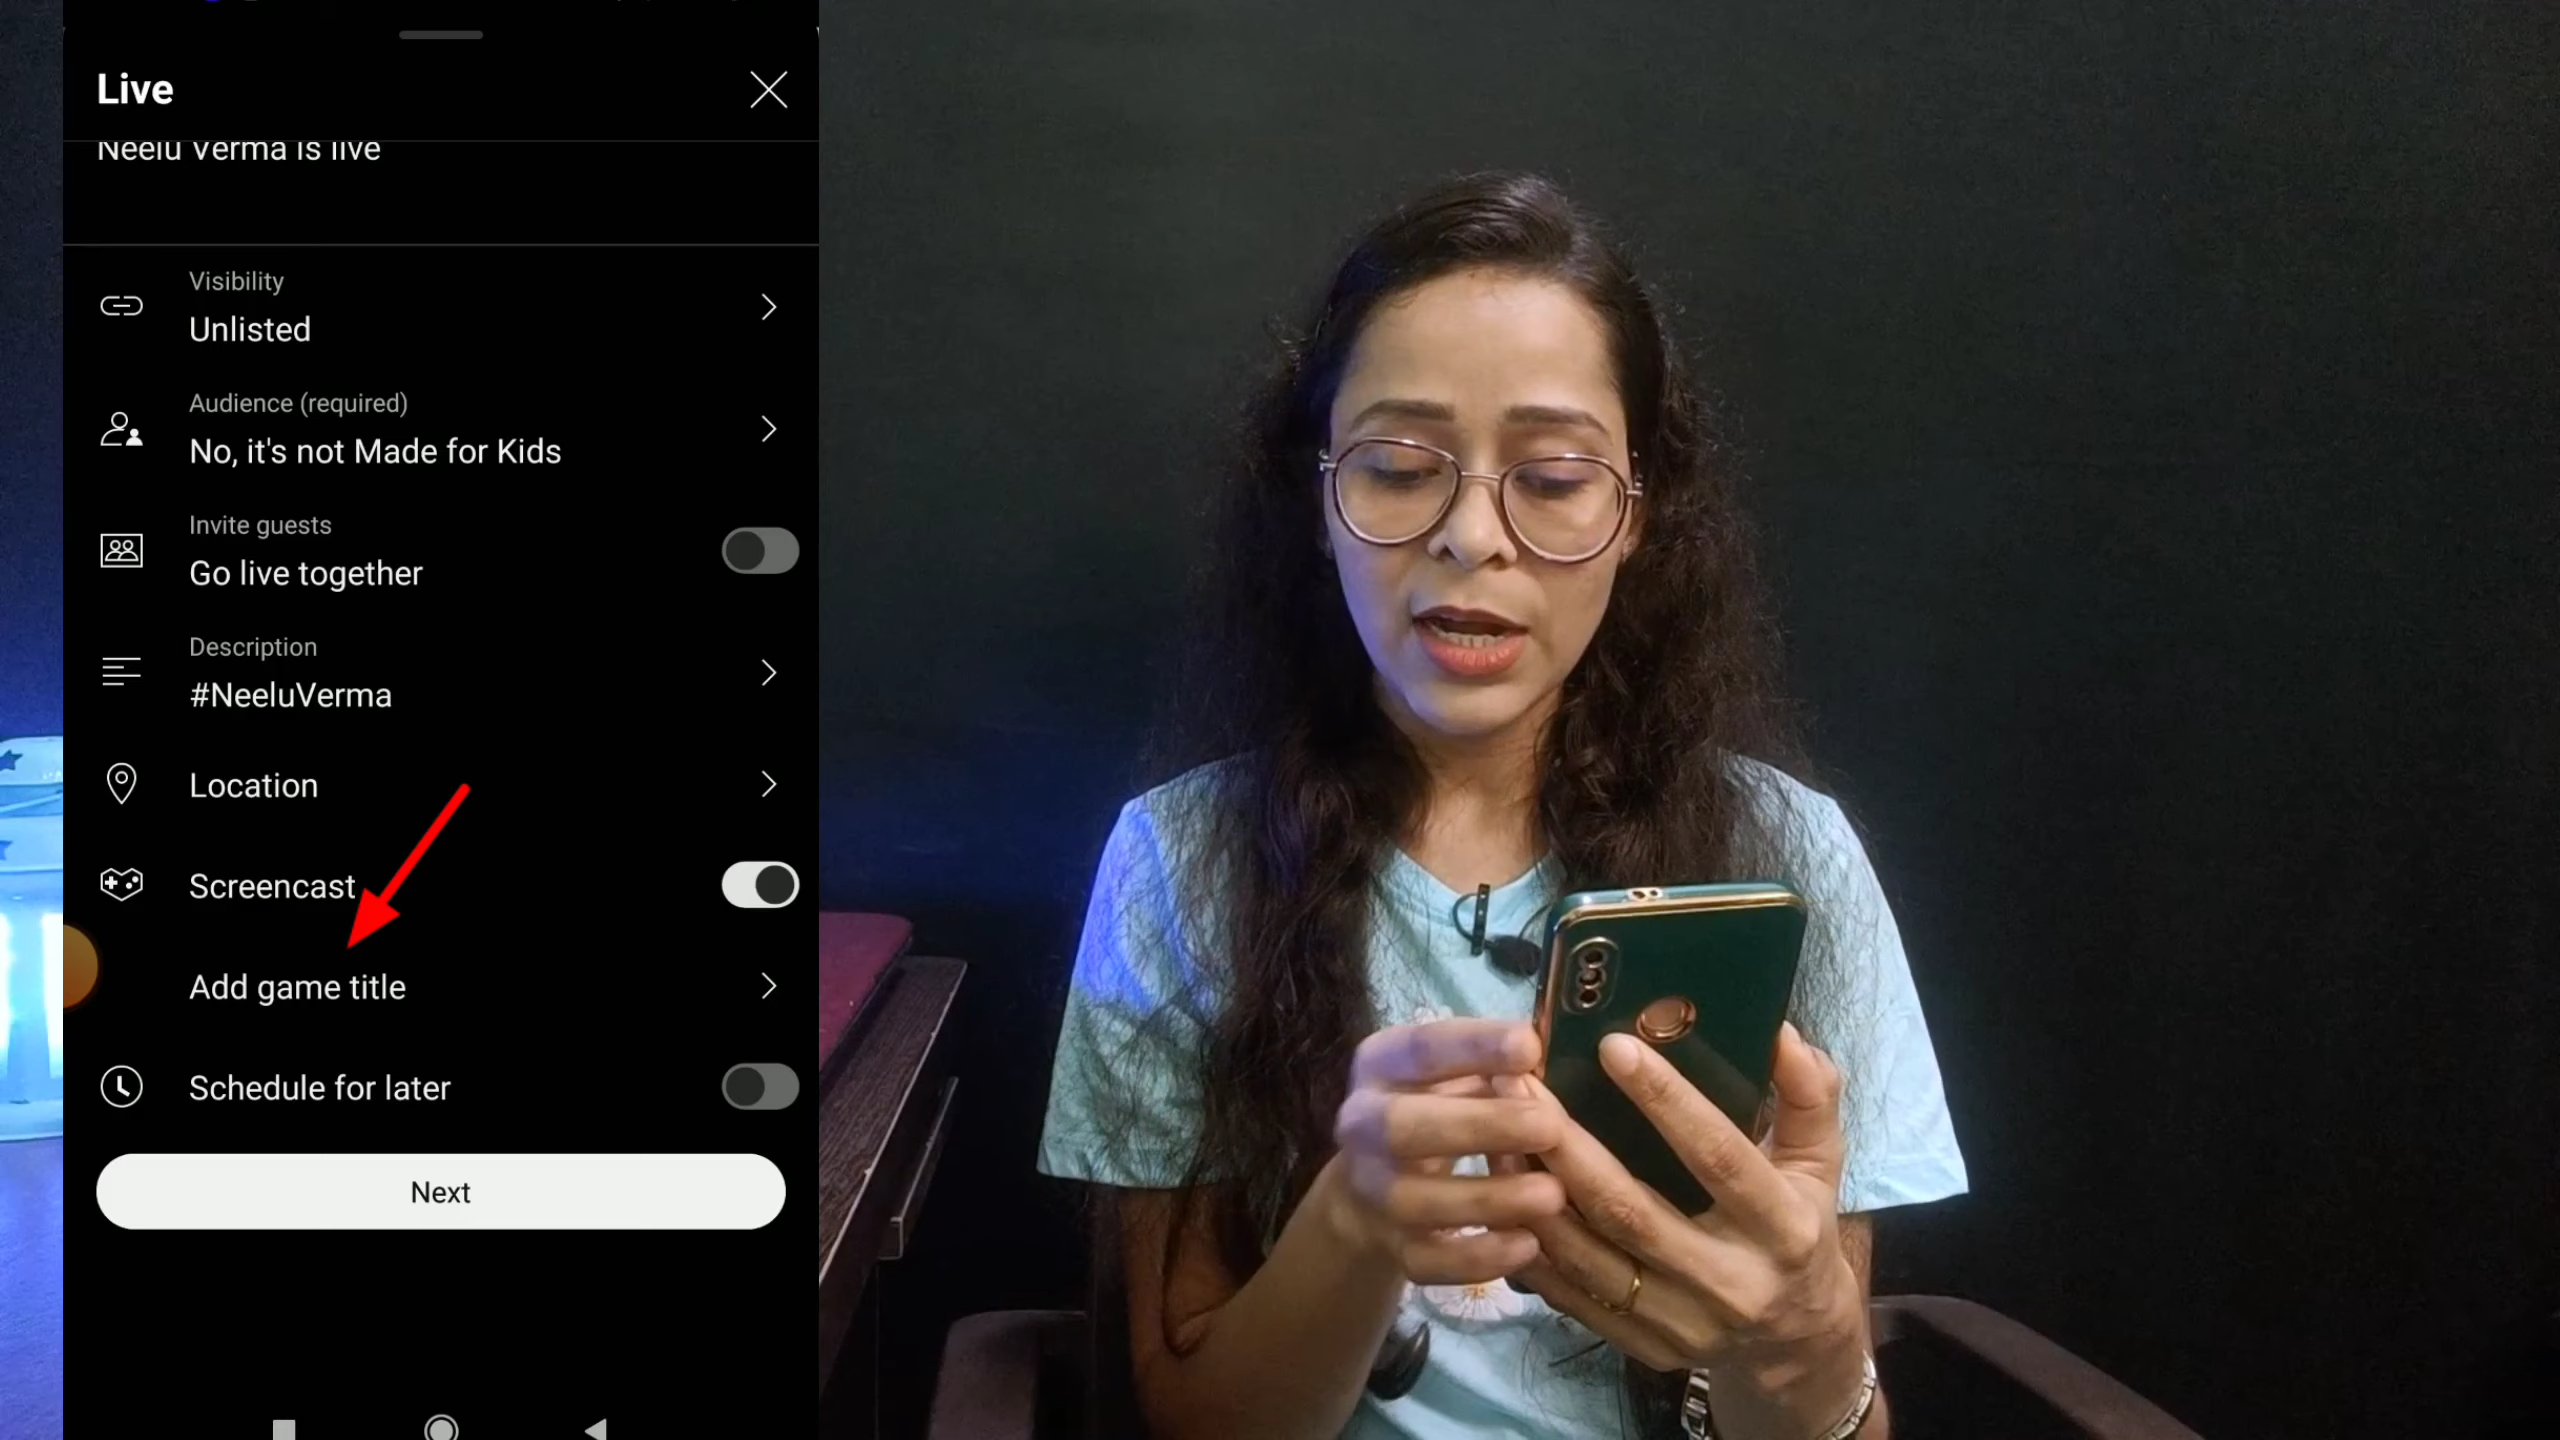 Live
Neelu Verma is live
Visibility
Unlisted
Audience (required)
No, it's not Made for Kids
Invite guests
Go live together
Description
#NeeluVerma
Location
Screencast
Add game title
Schedule for later
Next